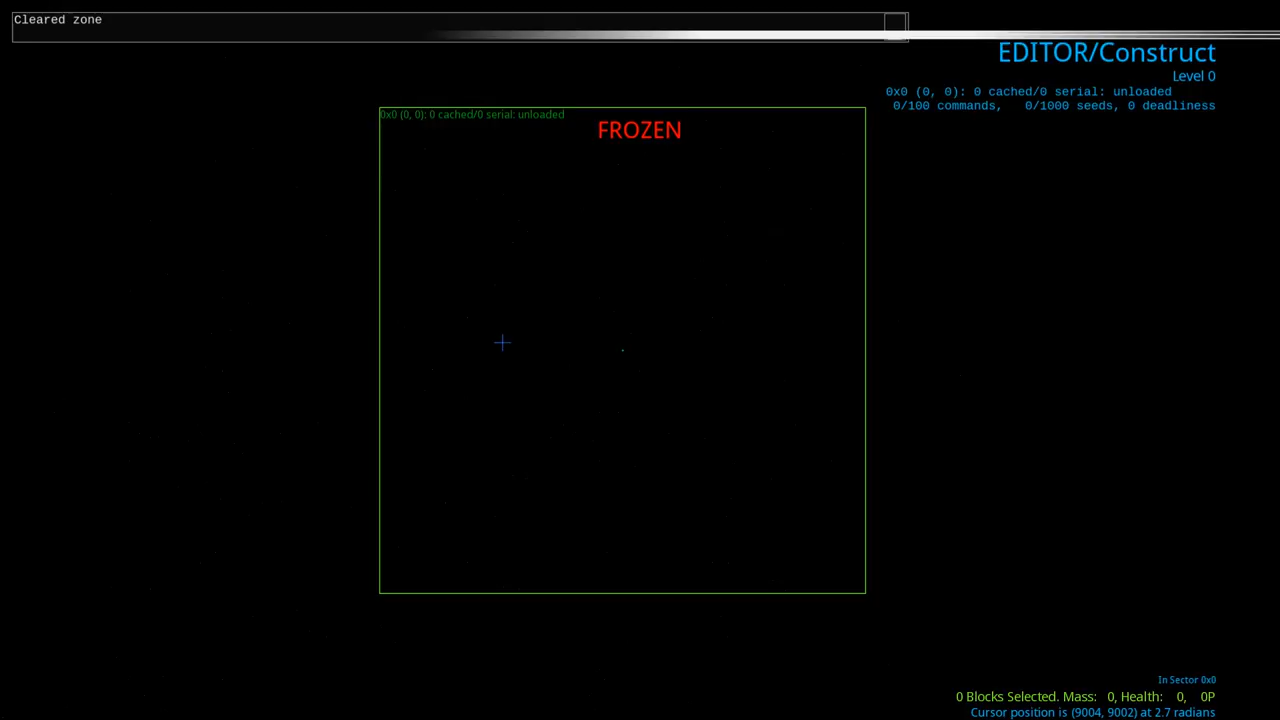 Cleared zone
EDITOR/Construct
Level 0
0x0 (0, 0): 0 cached/0 serial: unloaded
0/100 commands, 0/1000 seeds, 0 deadliness
0x0 (0, 0): 0 cached/0 serial: unloaded
FROZEN
In Sector 0x0
0 Blocks Selected. Mass: 0, Health: 0, 0P
Cursor position is (9004, 9002) at 2.7 radians